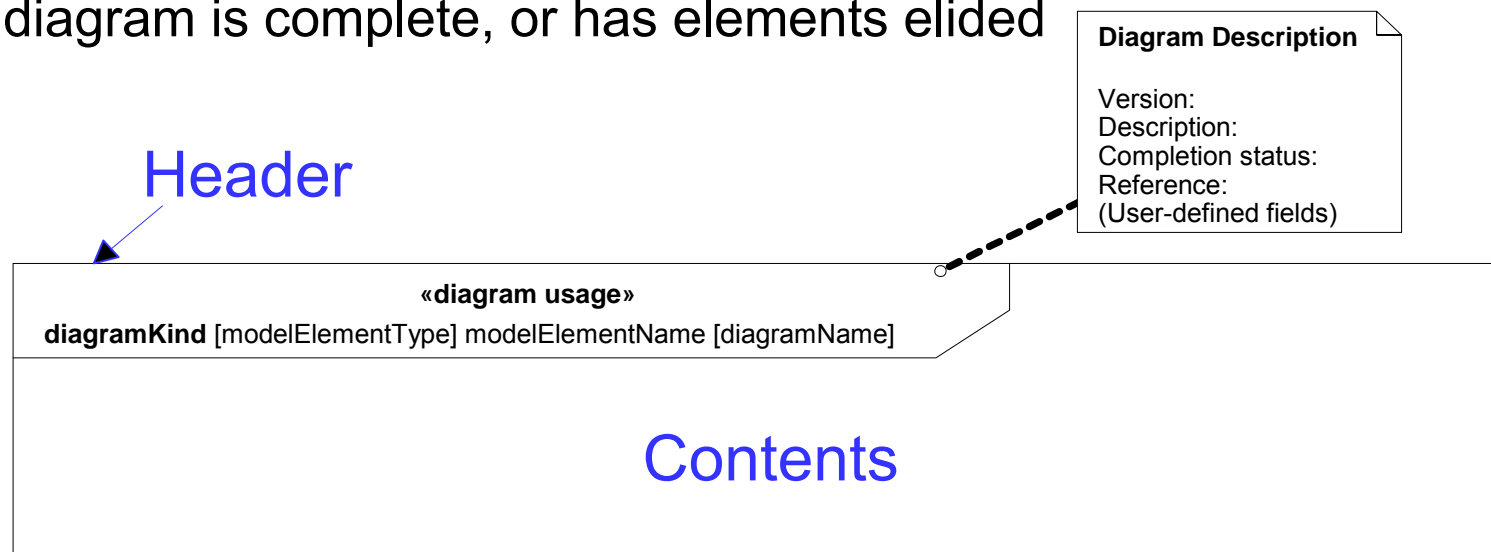 diagram is complete, or has elements elided
Diagram Description
Version:
Description:
Completion status:
Reference:
(User-defined fields)
Header
«diagram usage»
diagramKind [modelElementType] modelElementName [diagramName]
Contents